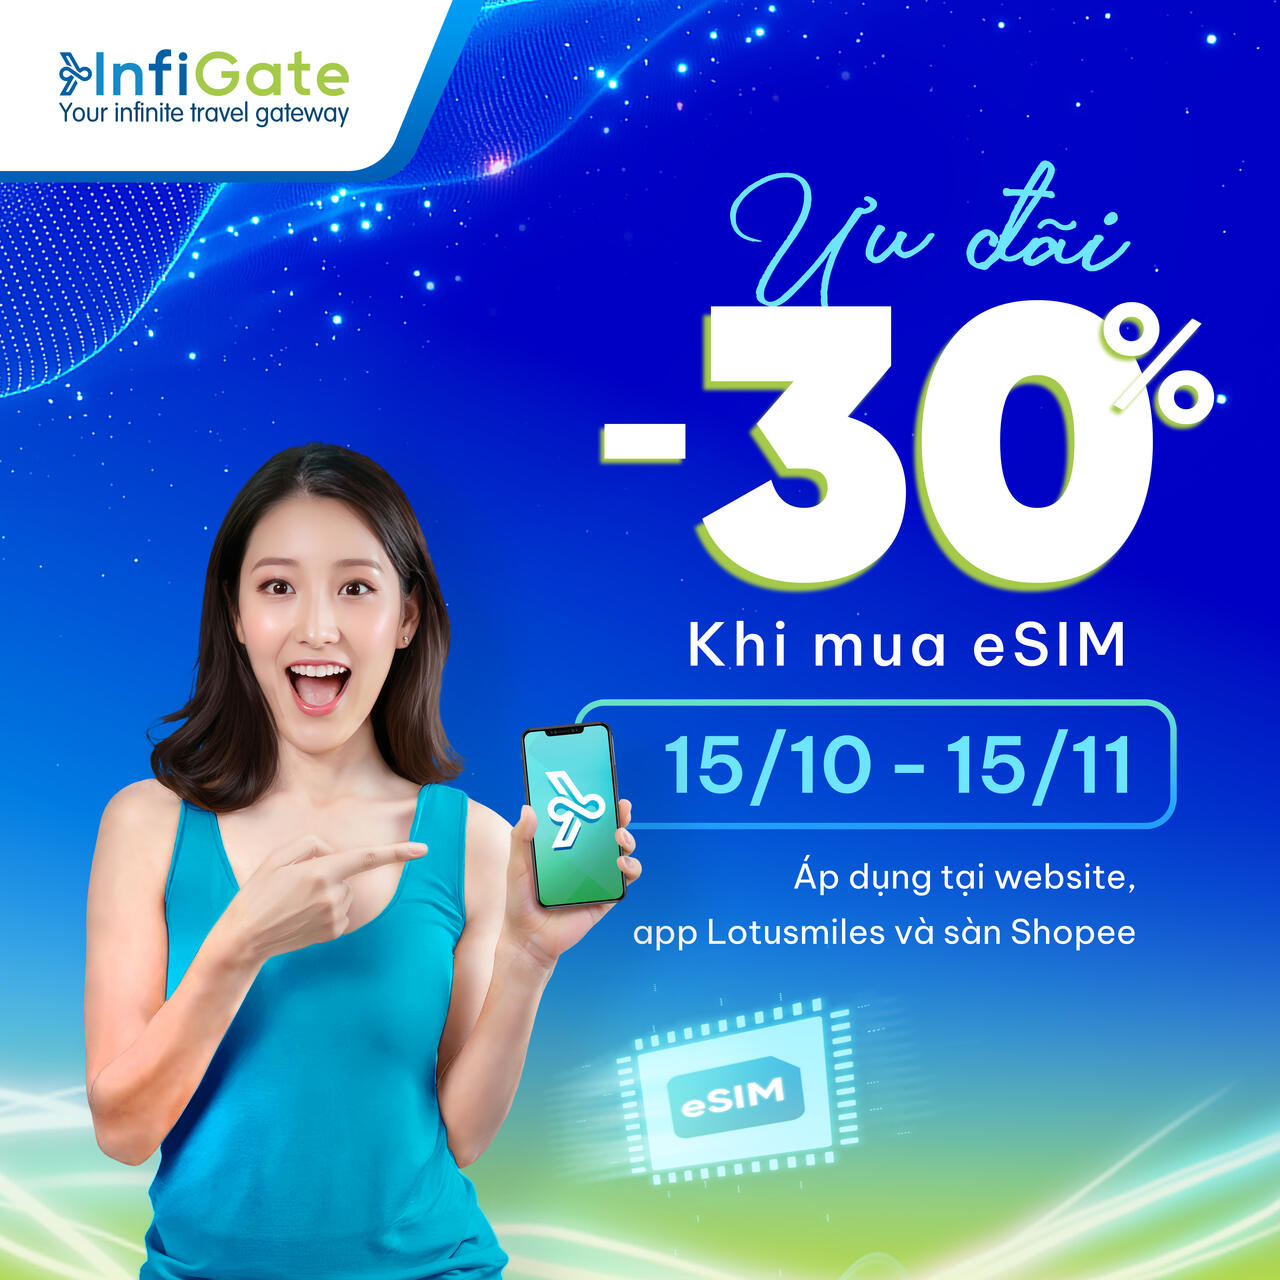 InfiGate
Your infinite travel gateway
Ưu đãi
-30%
Khi mua eSIM
15/10 - 15/11
Áp dụng tại website,
app Lotusmiles và sàn Shopee
eSIM